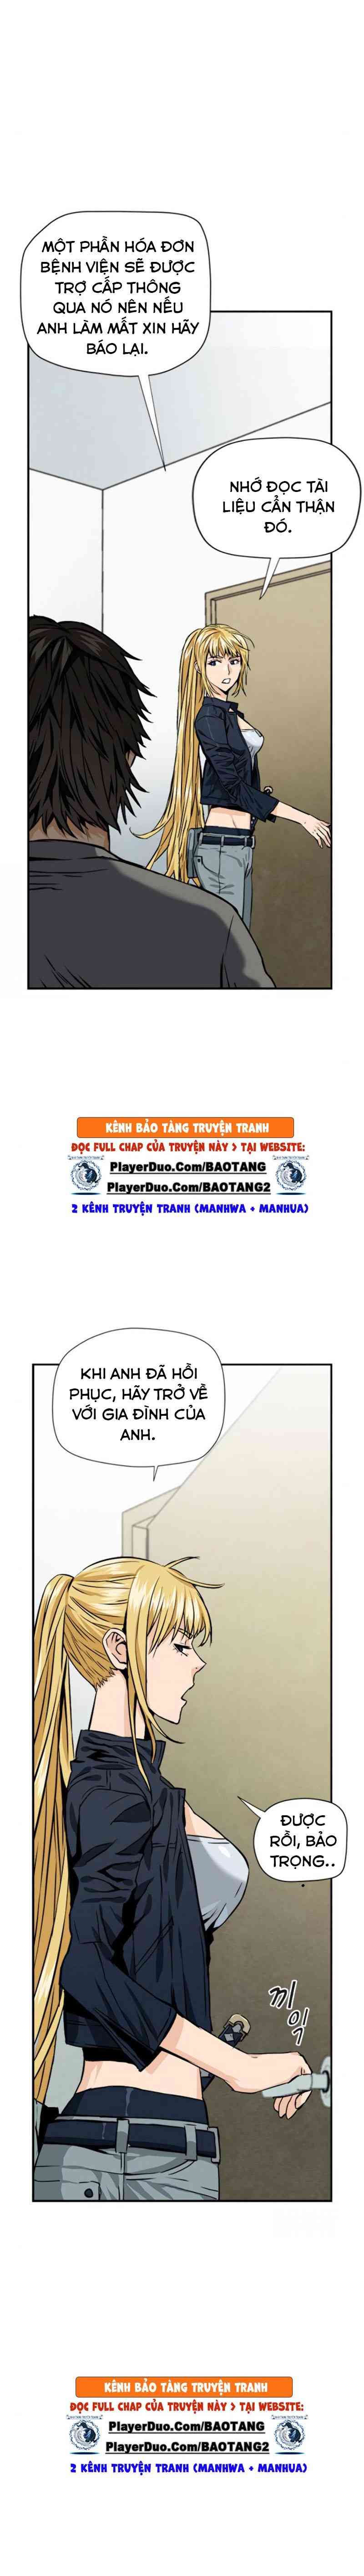 MỘT PHẦN HÓA ĐƠN
BỆNH VIỆN SẼ ĐƯỢC
TRỢ CẤP THÔNG
QUA NÓ NÊN NẾU
ANH LÀM MẤT XIN HÃY
BÁO LẠI.
NHỚ ĐỌC TÀI
LIỆU CẨN THẬN
ĐÓ.
KÊNH BẢO TÀNG TRUYỆN TRANH
ĐỌC FULL CHAP CỦA TRUYỆN NÀY > TẠI WEBSITE:
PlayerDuo.Com/BAOTANG
PlayerDuo.Com/BAOTANG2
2 KÊNH TRUYỆN TRANH (MANHWA + MANHUA)
KHI ANH ĐÃ HỒI
PHỤC, HÃY TRỞ VỀ
VỚI GIA ĐÌNH CỦA
ANH.
ĐƯỢC
RỒI, BẢO
TRỌNG..
끼
익
KÊNH BẢO TÀNG TRUYỆN TRANH
ĐỌC FULL CHAP CỦA TRUYỆN NÀY > TẠI WEBSITE:
PlayerDuo.Com/BAOTANG
PlayerDuo.Com/BAOTANG2
2 KÊNH TRUYỆN TRANH (MANHWA + MANHUA)